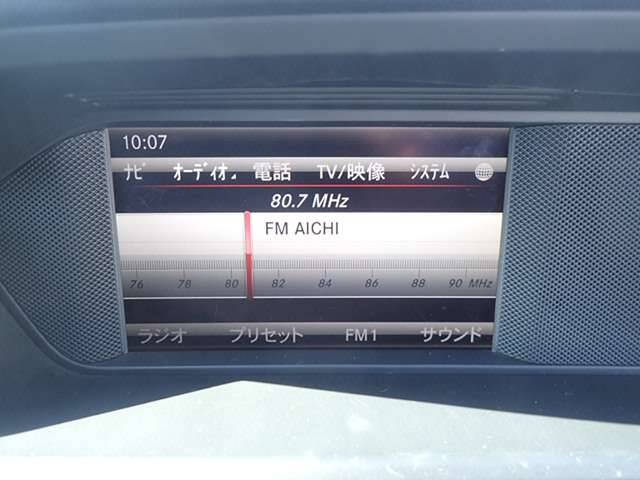 10:07
ナビ オーディオ 電話 TV/映像 システム
80.7 MHz
FM AICHI
76 78 80 82 84 86 88 90 MHz
ラジオ プリセット FM1 サウンド